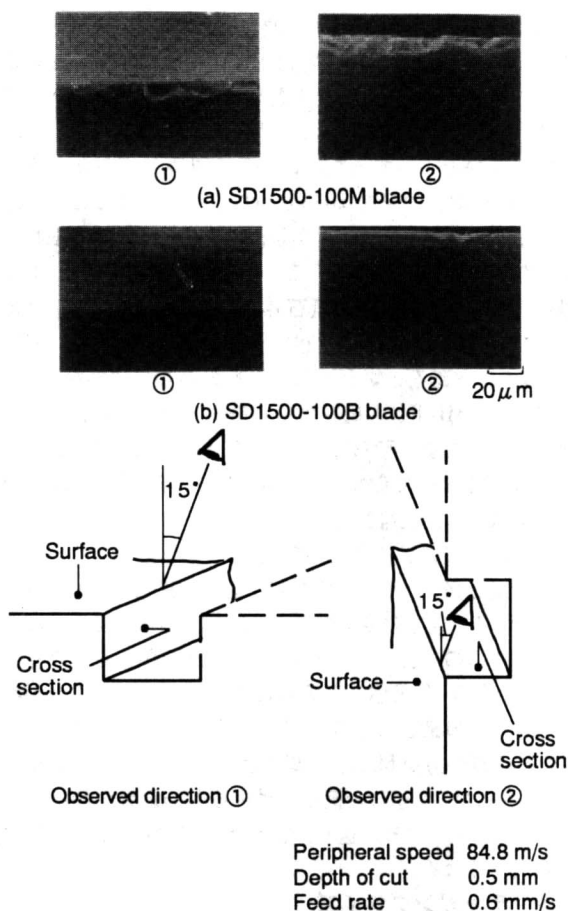 ① ②
(a) SD1500-100M blade
① ②
20μm
(b) SD1500-100B blade
15°
Surface
Cross
section
Observed direction ①
15°
Surface
Cross
section
Observed direction ②
Peripheral speed 84.8 m/s
Depth of cut 0.5 mm
Feed rate 0.6 mm/s